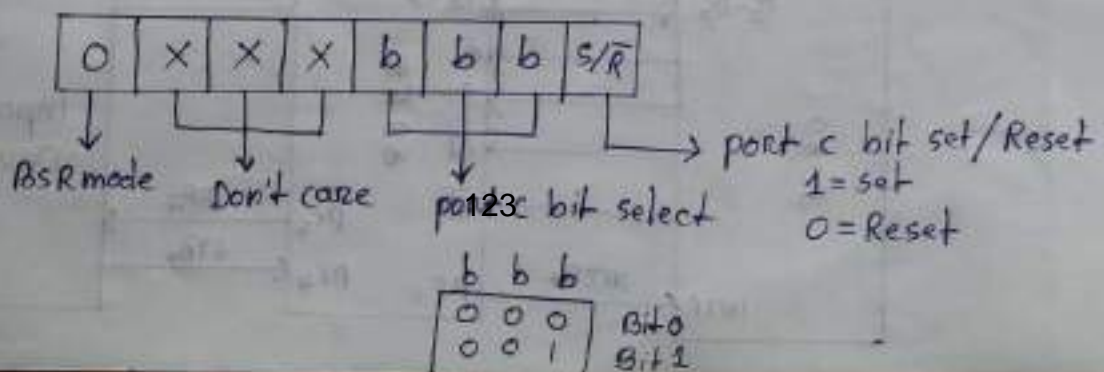 0 X X X b b b S/R̅
BSR mode
Don't care
port 123 c bit select
port c bit set/Reset
1 = set
0 = Reset
b b b
0 0 0 Bit 0
0 0 1 Bit 1